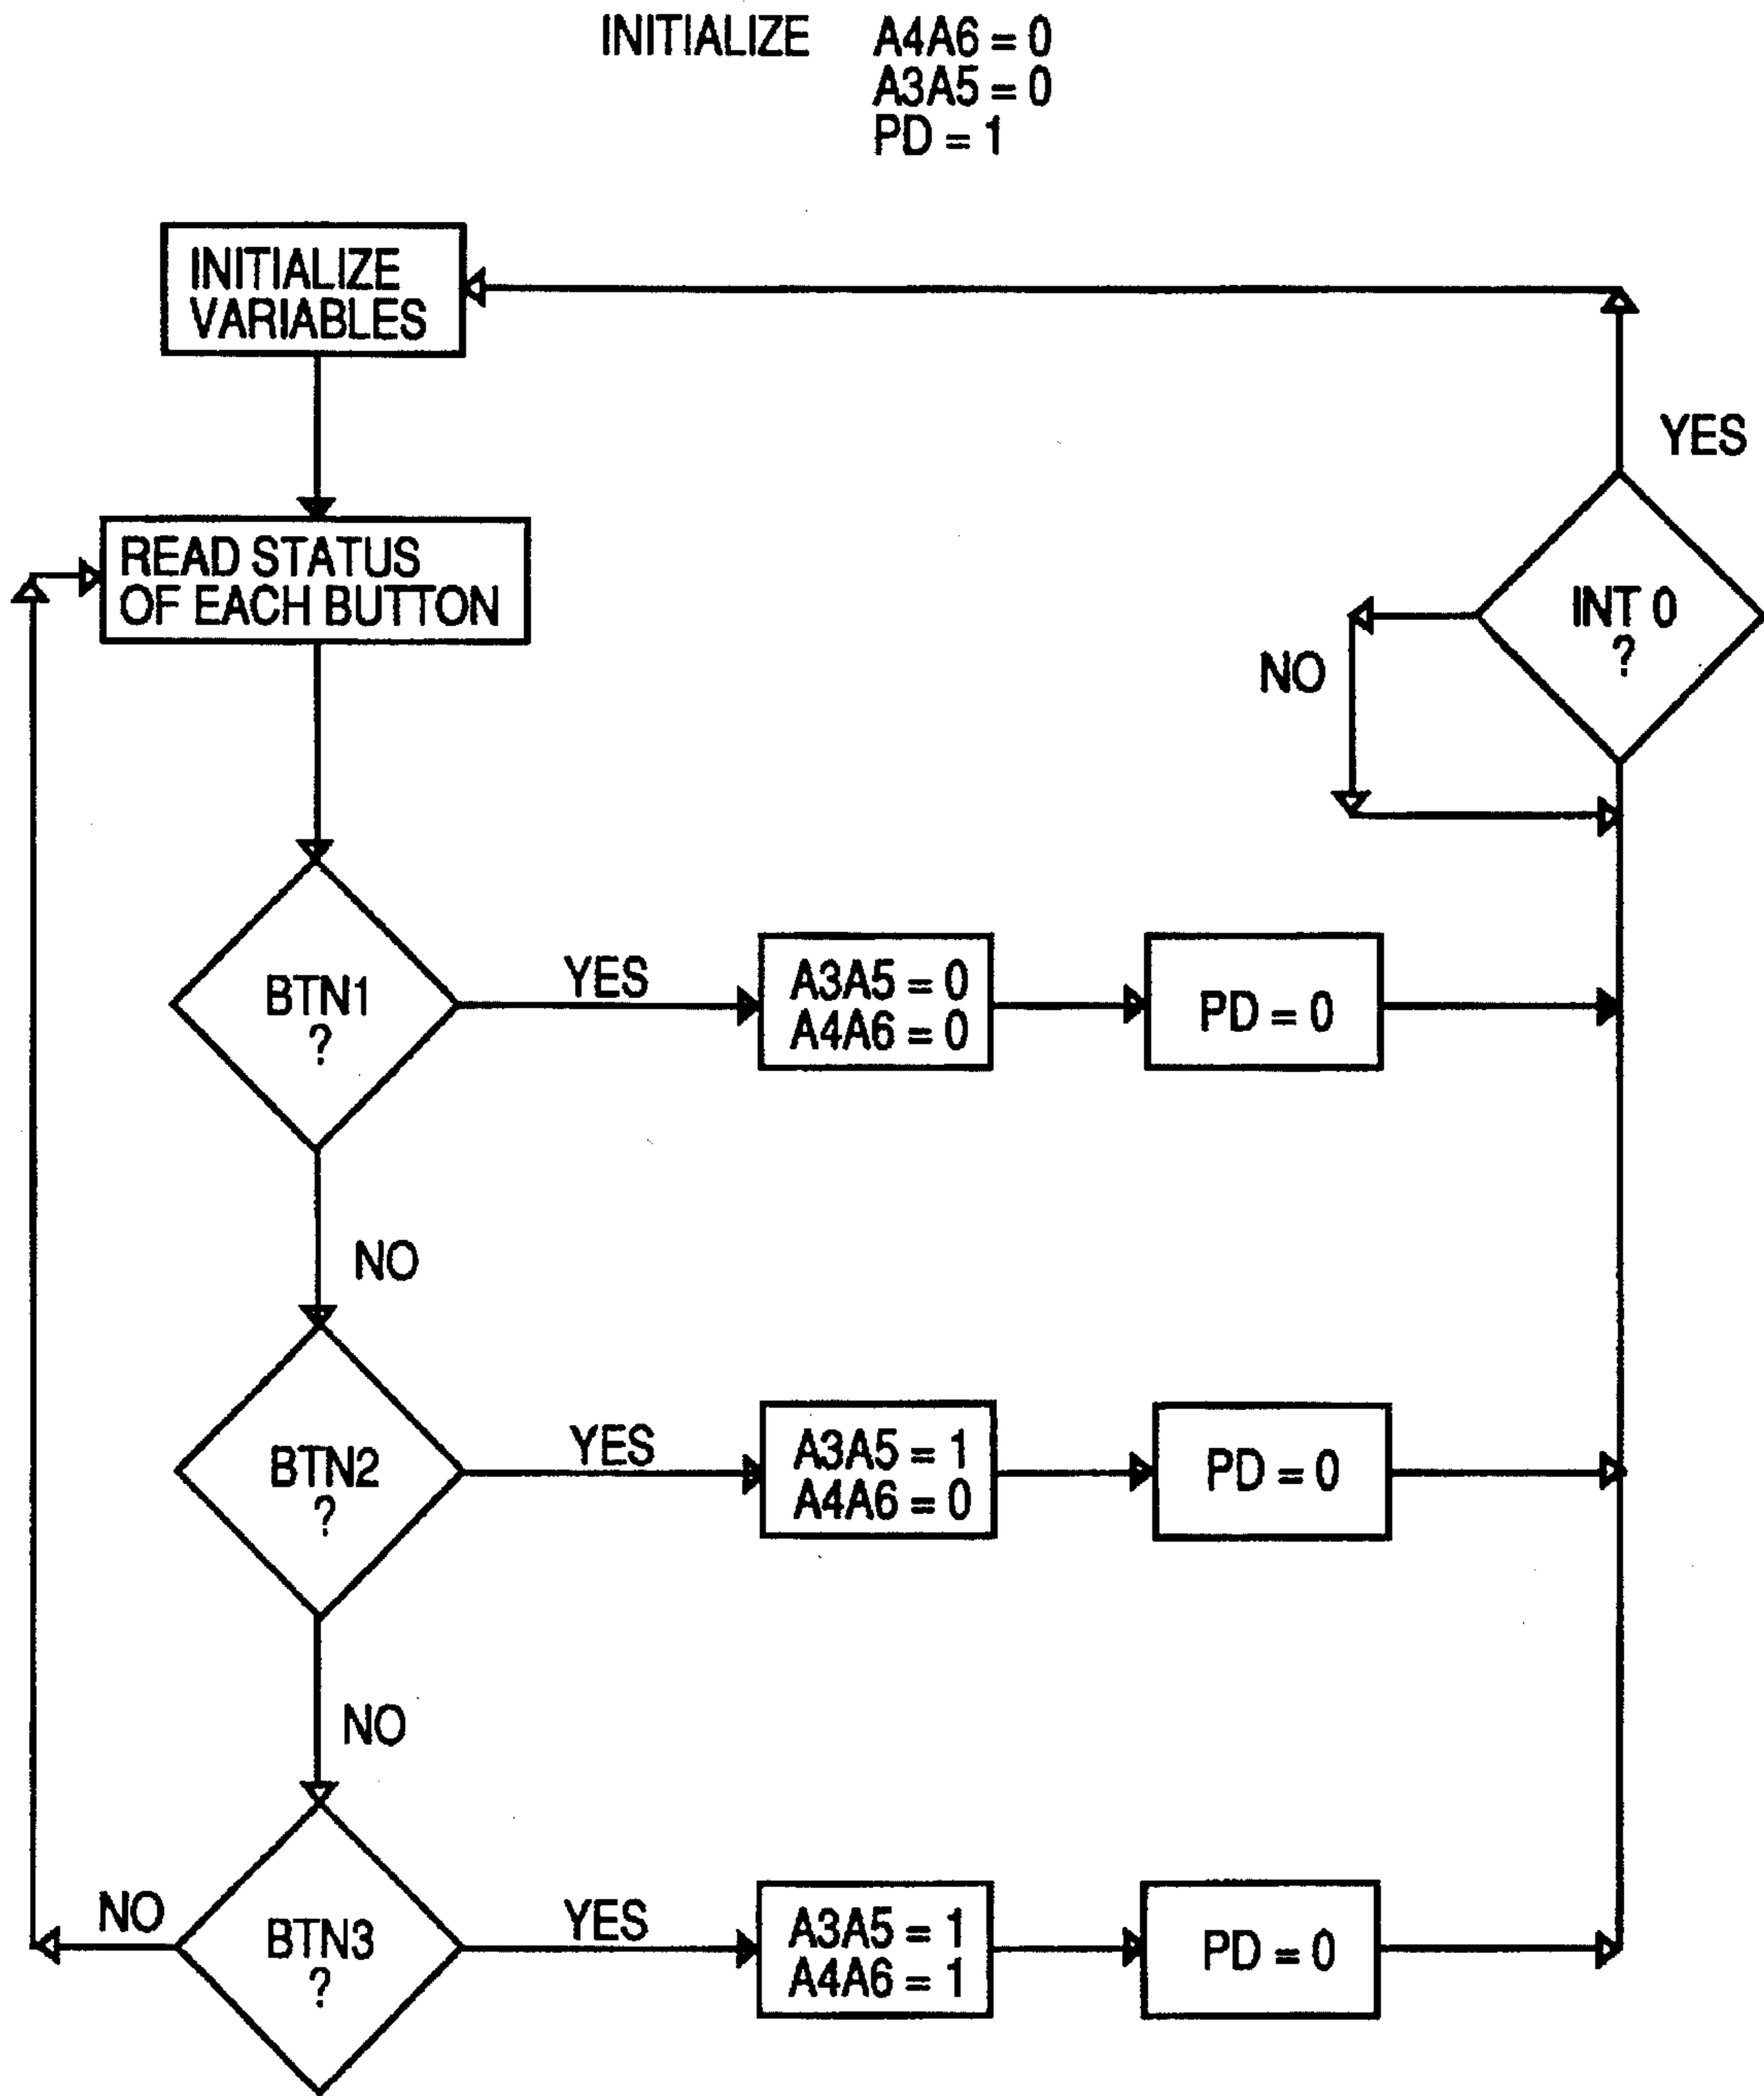 INITIALIZE A4A6 = 0
A3A5 = 0
PD = 1
INITIALIZE
VARIABLES
YES
READ STATUS
OF EACH BUTTON
INT 0
?
NO
BTN1
?
YES
A3A5 = 0
A4A6 = 0
PD = 0
NO
BTN2
?
YES
A3A5 = 1
A4A6 = 0
PD = 0
NO
NO
BTN3
?
YES
A3A5 = 1
A4A6 = 1
PD = 0